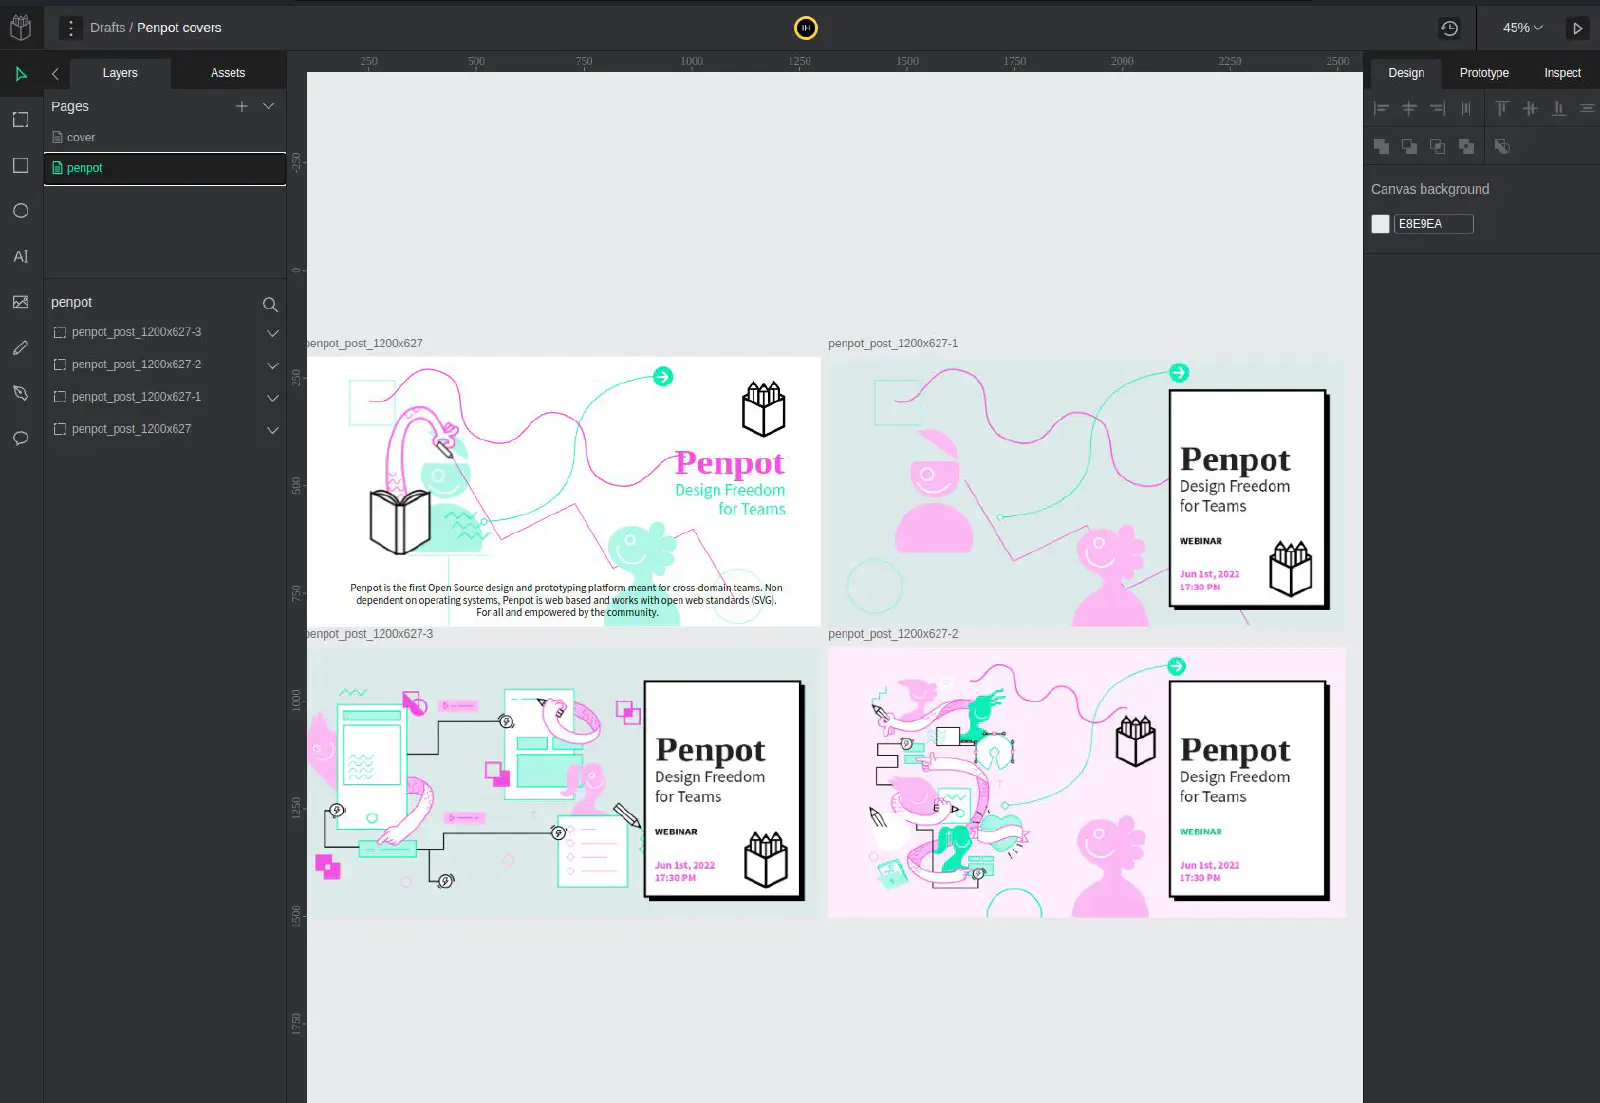 Drafts / Penpot covers
IH
45%
Layers
Assets
Design
Prototype
Inspect
Pages
cover
penpot
penpot
penpot_post_1200x627-3
penpot_post_1200x627-2
penpot_post_1200x627-1
penpot_post_1200x627
250
500
750
1000
1250
1500
1750
2000
2250
2500
-250
0
250
500
750
1000
1250
1500
1750
Canvas background
E8E9EA
penpot_post_1200x627
Penpot
Design Freedom
for Teams
Penpot is the first Open Source design and prototyping platform meant for cross-domain teams. Non
dependent on operating systems, Penpot is web based and works with open web standards (SVG).
For all and empowered by the community.
penpot_post_1200x627-1
Penpot
Design Freedom
for Teams
WEBINAR
Jun 1st, 2022
17:30 PM
penpot_post_1200x627-3
Penpot
Design Freedom
for Teams
WEBINAR
Jun 1st, 2022
17:30 PM
penpot_post_1200x627-2
Penpot
Design Freedom
for Teams
WEBINAR
Jun 1st, 2022
17:30 PM